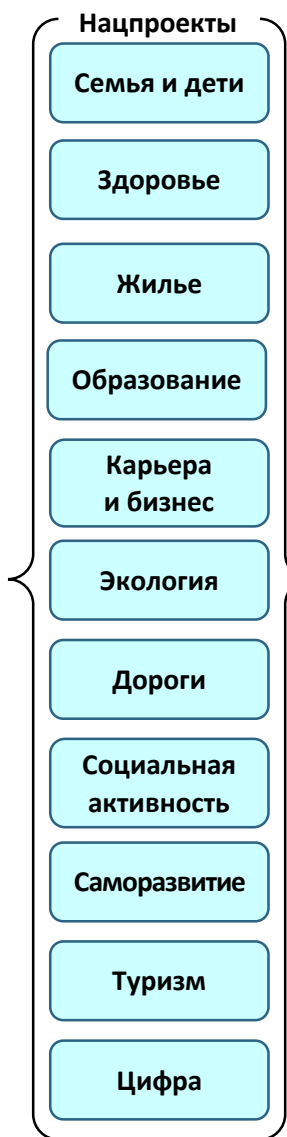 Нацпроекты
Семья и дети
Здоровье
Жилье
Образование
Карьера
и бизнес
Экология
Дороги
Социальная
активность
Саморазвитие
Туризм
Цифра